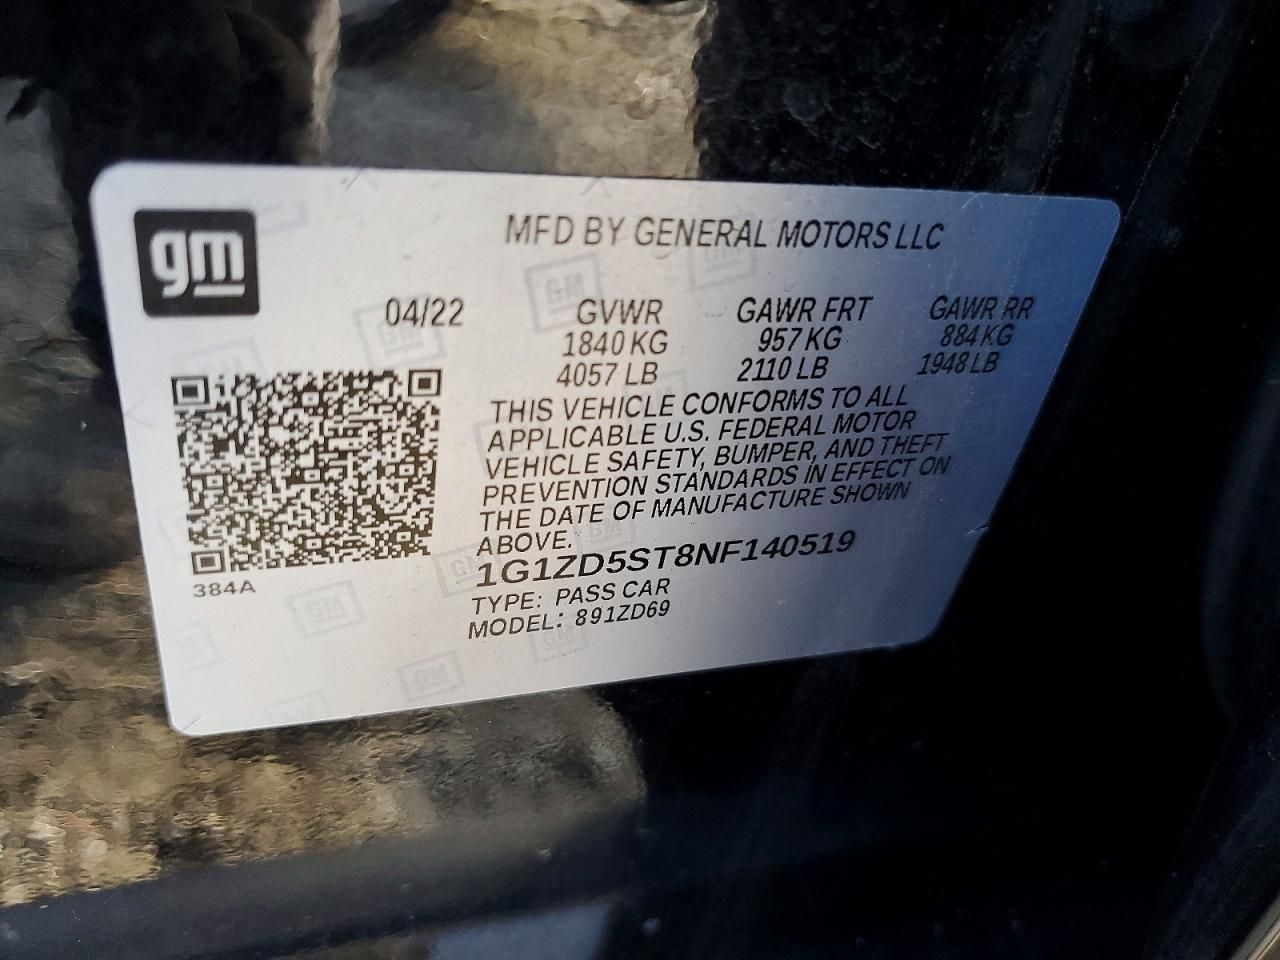 gm
MFD BY GENERAL MOTORS LLC
04/22 GVWR GAWR FRT GAWR RR
1840 KG 957 KG 884 KG
4057 LB 2110 LB 1948 LB
THIS VEHICLE CONFORMS TO ALL
APPLICABLE U.S. FEDERAL MOTOR
VEHICLE SAFETY, BUMPER, AND THEFT
PREVENTION STANDARDS IN EFFECT ON
THE DATE OF MANUFACTURE SHOWN
ABOVE.
1G1ZD5ST8NF140519
TYPE: PASS CAR
MODEL: 891ZD69
384A